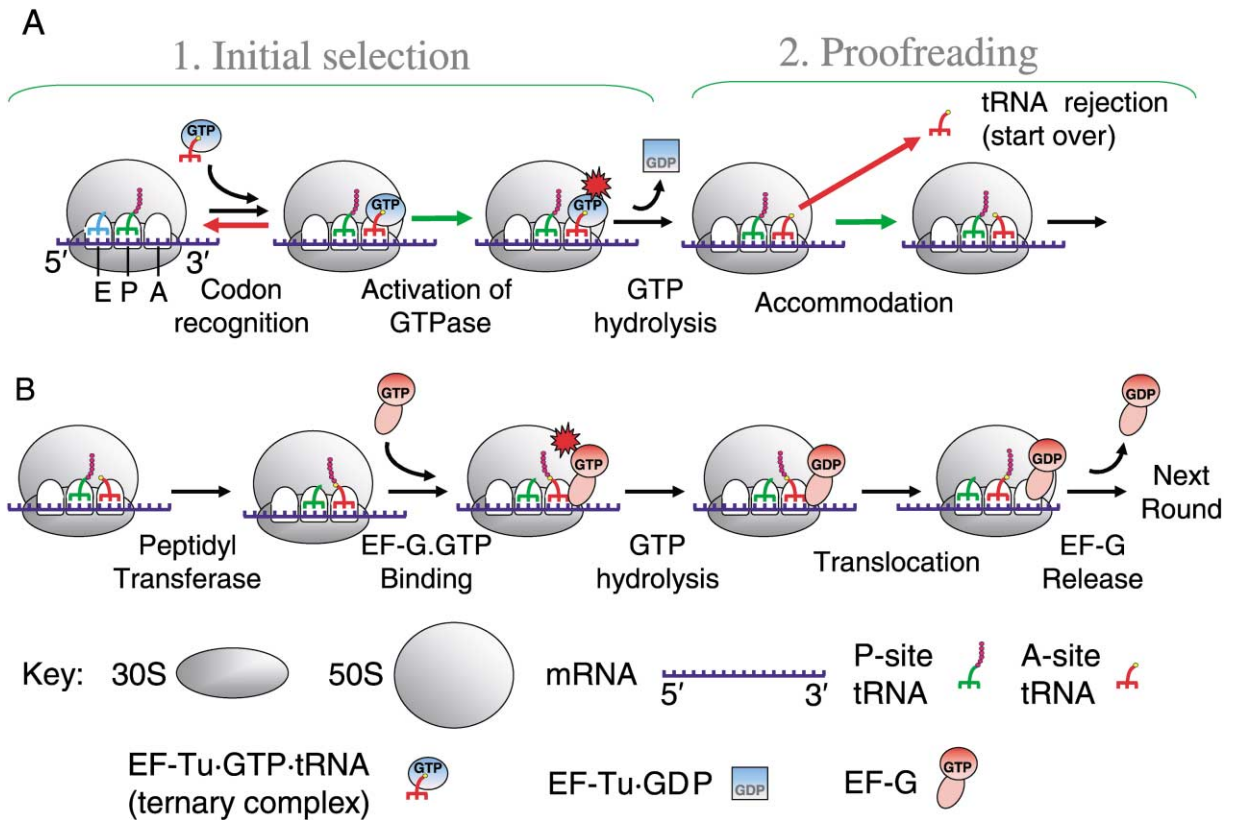 A
1. Initial selection
2. Proofreading
tRNA rejection
(start over)
GTP
GTP
GTP
GDP
5′
3′
E P A
Codon
recognition
Activation of
GTPase
GTP
hydrolysis
Accommodation
B
GTP
GTP
GDP
GDP
GDP
Peptidyl
Transferase
EF-G.GTP
Binding
GTP
hydrolysis
Translocation
EF-G
Release
Next
Round
Key:
30S
50S
mRNA
5′
3′
P-site
tRNA
A-site
tRNA
EF-Tu·GTP·tRNA
(ternary complex)
GTP
EF-Tu·GDP
GDP
EF-G
GTP